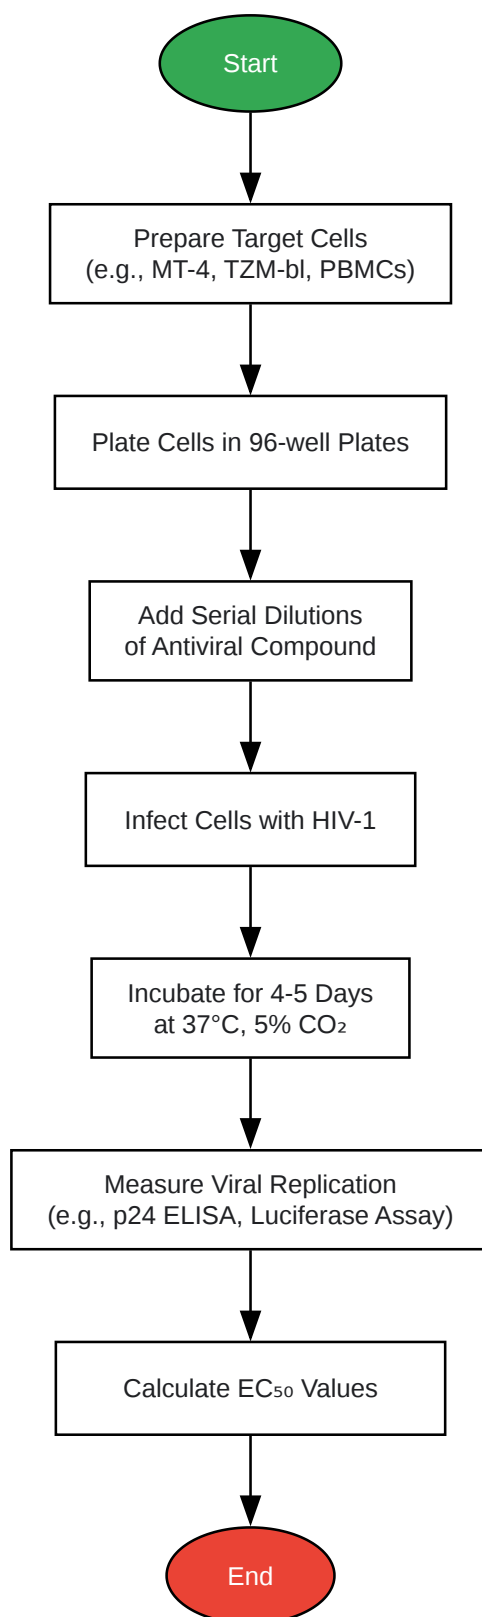 Start
Prepare Target Cells
(e.g., MT-4, TZM-bl, PBMCs)
Plate Cells in 96-well Plates
Add Serial Dilutions
of Antiviral Compound
Infect Cells with HIV-1
Incubate for 4-5 Days
at 37°C, 5% CO₂
Measure Viral Replication
(e.g., p24 ELISA, Luciferase Assay)
Calculate EC₅₀ Values
End